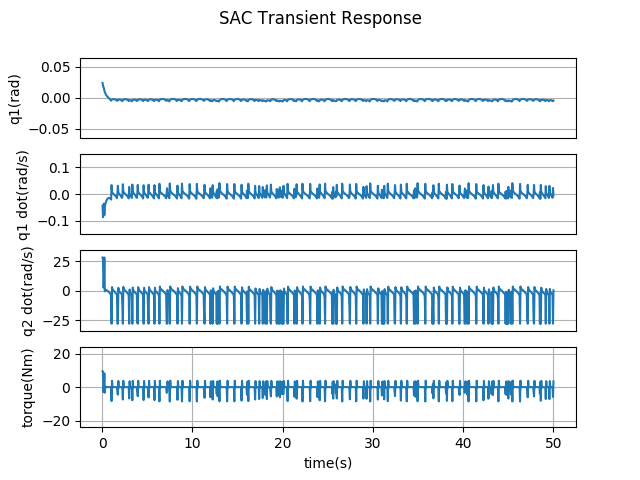 SAC Transient Response
q1(rad)
0.05
0.00
−0.05
q1 dot(rad/s)
0.1
0.0
−0.1
q2 dot(rad/s)
25
0
−25
torque(Nm)
20
0
−20
0 10 20 30 40 50
time(s)